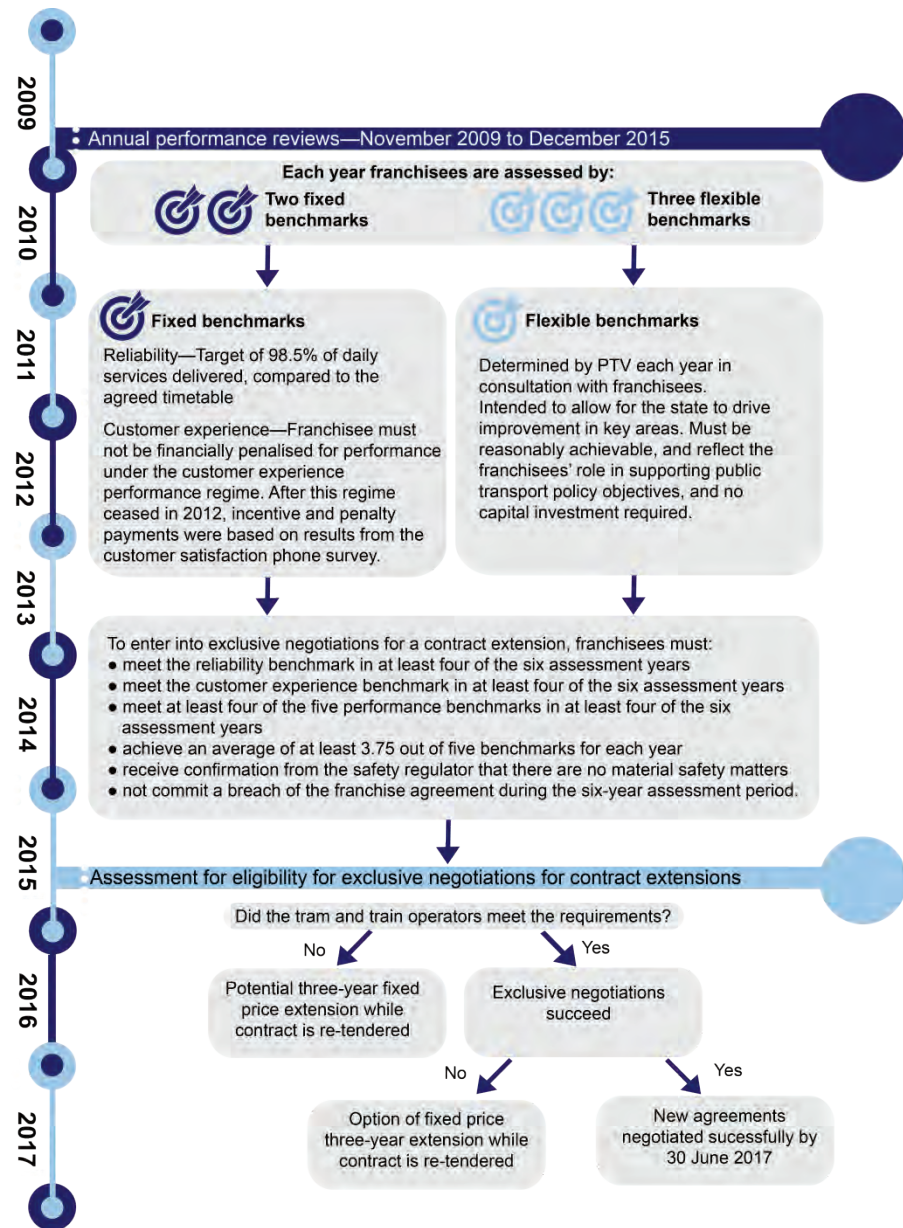 2009
Annual performance reviews—November 2009 to December 2015
Each year franchisees are assessed by:
Two fixed
benchmarks
Three flexible
benchmarks
2010
Fixed benchmarks
Reliability—Target of 98.5% of daily
services delivered, compared to the
agreed timetable
Customer experience—Franchisee must
not be financially penalised for performance
under the customer experience
performance regime. After this regime
ceased in 2012, incentive and penalty
payments were based on results from the
customer satisfaction phone survey.
Flexible benchmarks
Determined by PTV each year in
consultation with franchisees.
Intended to allow for the state to drive
improvement in key areas. Must be
reasonably achievable, and reflect the
franchisees' role in supporting public
transport policy objectives, and no
capital investment required.
2011
2012
2013
To enter into exclusive negotiations for a contract extension, franchisees must:
● meet the reliability benchmark in at least four of the six assessment years
● meet the customer experience benchmark in at least four of the six assessment years
● meet at least four of the five performance benchmarks in at least four of the six
assessment years
● achieve an average of at least 3.75 out of five benchmarks for each year
● receive confirmation from the safety regulator that there are no material safety matters
● not commit a breach of the franchise agreement during the six-year assessment period.
2014
2015
Assessment for eligibility for exclusive negotiations for contract extensions
Did the tram and train operators meet the requirements?
No
Yes
2016
Potential three-year fixed
price extension while
contract is re-tendered
Exclusive negotiations
succeed
No
Yes
2017
Option of fixed price
three-year extension while
contract is re-tendered
New agreements
negotiated sucessfully by
30 June 2017